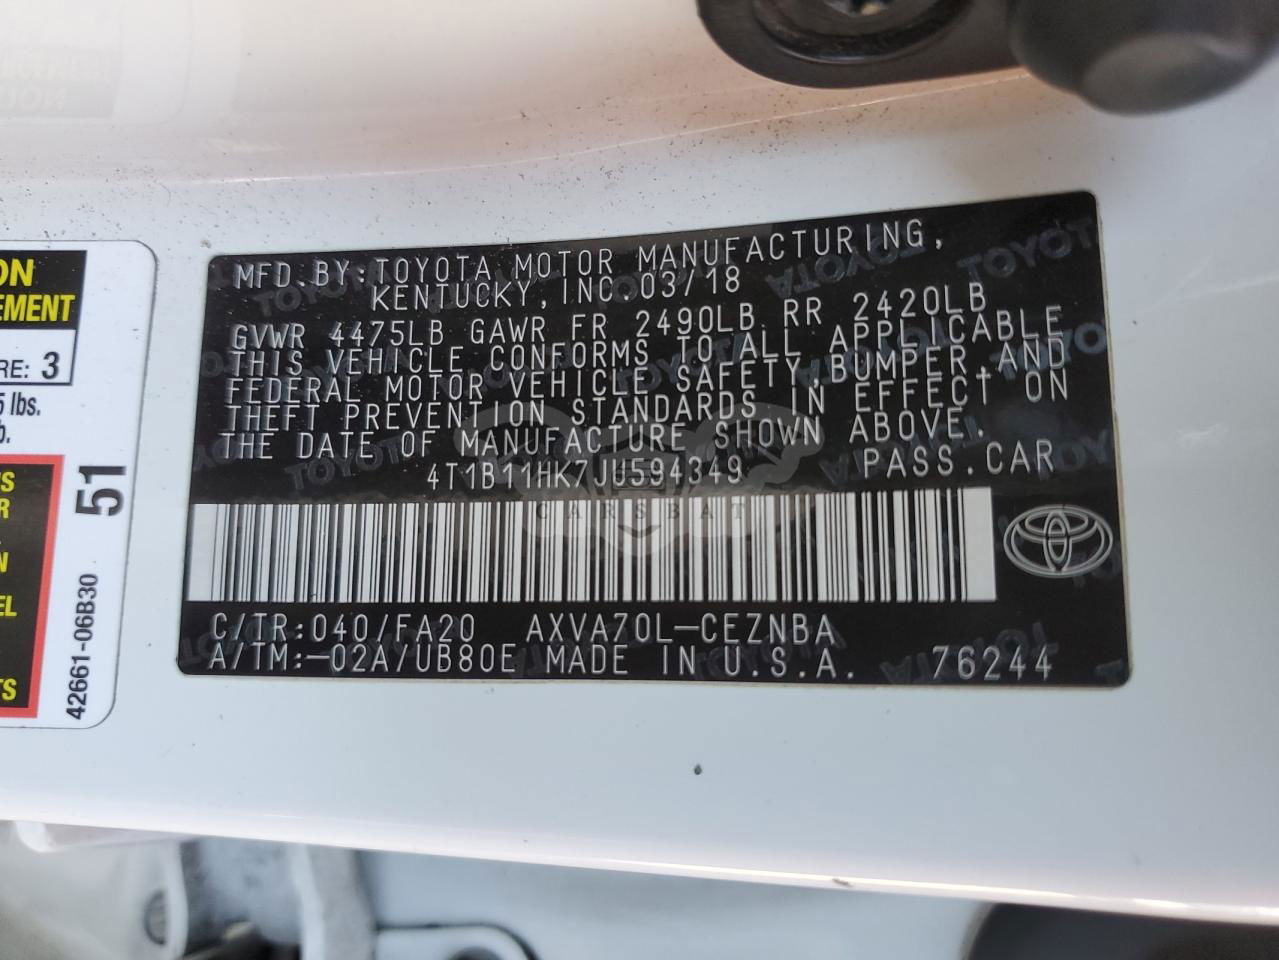 ON
EMENT
RE: 3
5 lbs.
b.
51
42661-06B30
MFD.BY:TOYOTA MOTOR MANUFACTURING,
KENTUCKY, INC.03/18
GVWR 4475LB GAWR FR 2490LB RR 2420LB
THIS VEHICLE CONFORMS TO ALL APPLICABLE
FEDERAL MOTOR VEHICLE SAFETY,BUMPER,AND
THEFT PREVENTION STANDARDS IN EFFECT ON
THE DATE OF MANUFACTURE SHOWN ABOVE.
4T1B11HK7JU594349 PASS.CAR
CARSBAT
C/TR:040/FA20 AXVA70L-CEZNBA
A/TM:-02A/UB80E MADE IN U.S.A. 76244